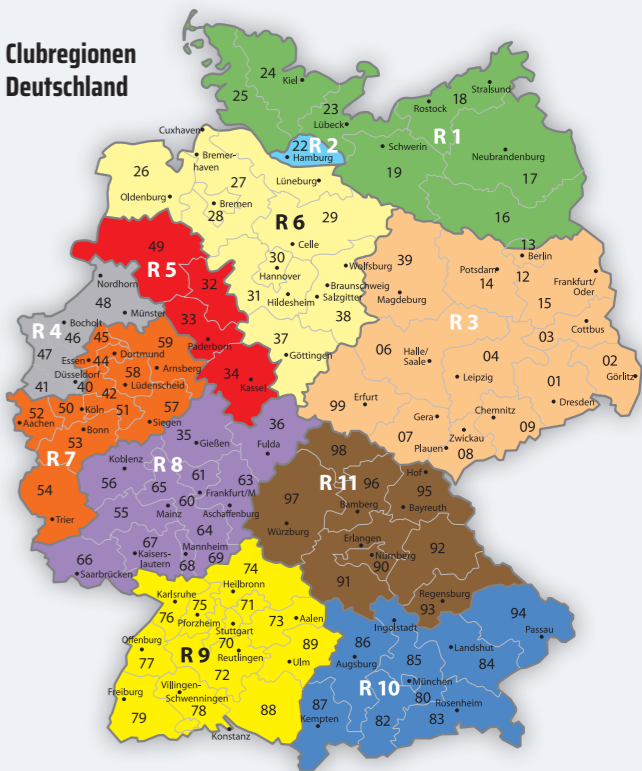 Clubregionen
Deutschland
24
Kiel
25
23
Lübeck
Stralsund
18
Rostock
R 1
Schwerin
19
Neubrandenburg
17
16
22
R 2
Hamburg
Cuxhaven
Bremer-
haven
26
27
Lüneburg
Oldenburg
Bremen
28
R 6
29
Celle
30
Hannover
Wolfsburg
Braunschweig
Salzgitter
31
Hildesheim
38
37
Göttingen
49
R 5
32
33
Paderborn
34
Kassel
Nordhorn
48
Münster
R 4
Bocholt
46
47
Essen
Düsseldorf
41
40
45
59
Dortmund
44
58
Arnsberg
Lüdenscheid
42
52
50
Köln
51
57
Aachen
Siegen
Bonn
53
R 7
54
Trier
13
Berlin
39
Potsdam
14
12
Frankfurt/
Oder
Magdeburg
15
R 3
Cottbus
03
06
Halle/
Saale
04
Leipzig
02
Görlitz
01
Dresden
99
Erfurt
Gera
Chemnitz
07
Zwickau
09
Plauen
08
35
Gießen
36
Fulda
R 8
Koblenz
56
61
63
65
60
Frankfurt/M
Mainz
Aschaffenburg
55
64
67
Kaisers-
lautern
Mannheim
66
68
69
Saarbrücken
98
Hof
R 11
96
95
97
Bamberg
Bayreuth
Würzburg
Erlangen
Nürnberg
92
90
91
Regensburg
93
74
Heilbronn
Karlsruhe
75
71
76
Pforzheim
73
Aalen
Stuttgart
Offenburg
70
89
R 9
Reutlingen
77
Ulm
72
Villingen-
Schwenningen
Freiburg
79
78
88
Konstanz
94
Ingolstadt
Passau
86
Landshut
Augsburg
85
84
R 10
München
80
87
Rosenheim
Kempten
82
83